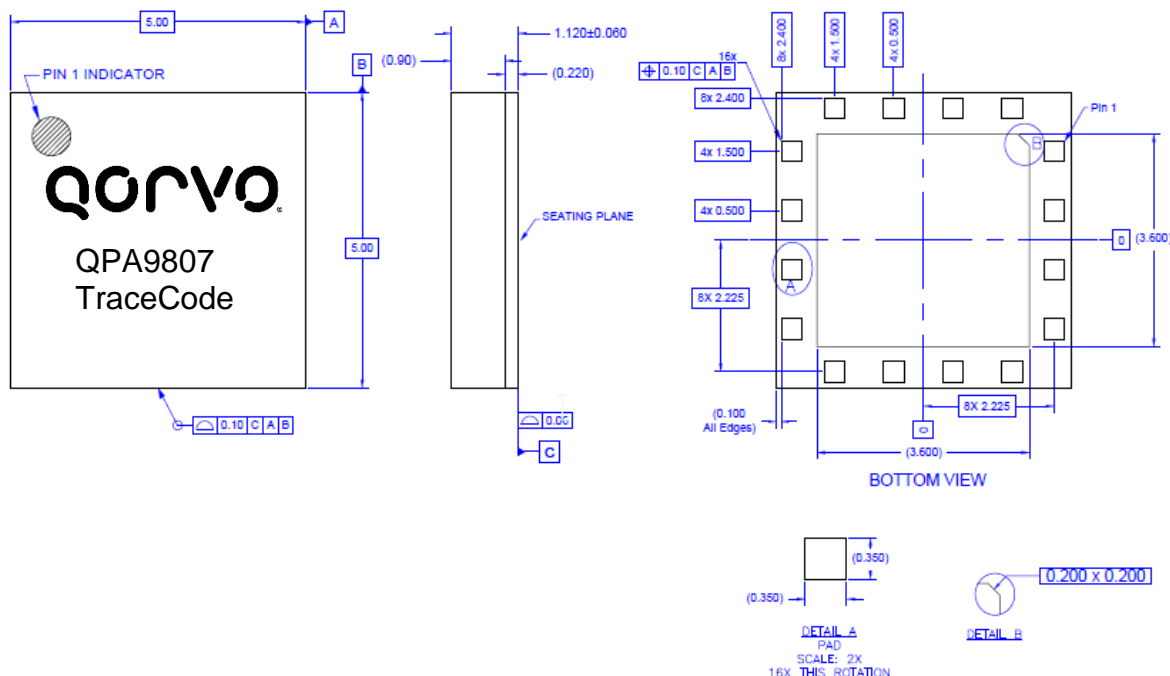 5.00
A
PIN 1 INDICATOR
B
QORVO
QPA9807
TraceCode
5.00
0.10 C A B
1.120±0.060
(0.90)
(0.220)
SEATING PLANE
C
16x
0.10 C A B
8x 2.400
4x 1.500
4x 0.500
8X 2.400
4x 1.500
4x 0.500
8X 2.225
Pin 1
B
A
0
(3.600)
8X 2.225
0
(0.100
All Edges)
(3.600)
BOTTOM VIEW
(0.350)
(0.350)
DETAIL A
PAD
SCALE: 2X
16X THIS ROTATION
0.200 x 0.200
DETAIL B